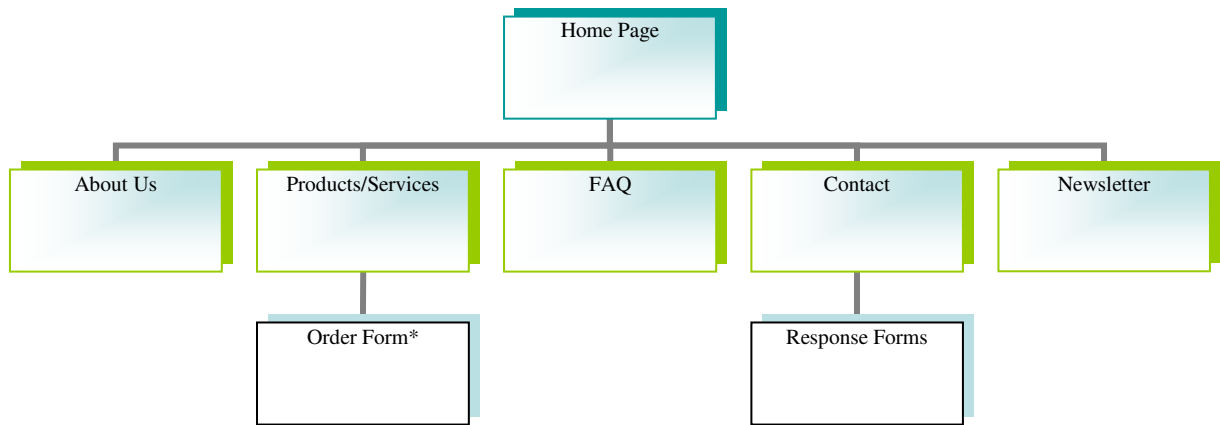 Home Page
About Us
Products/Services
FAQ
Contact
Newsletter
Order Form*
Response Forms